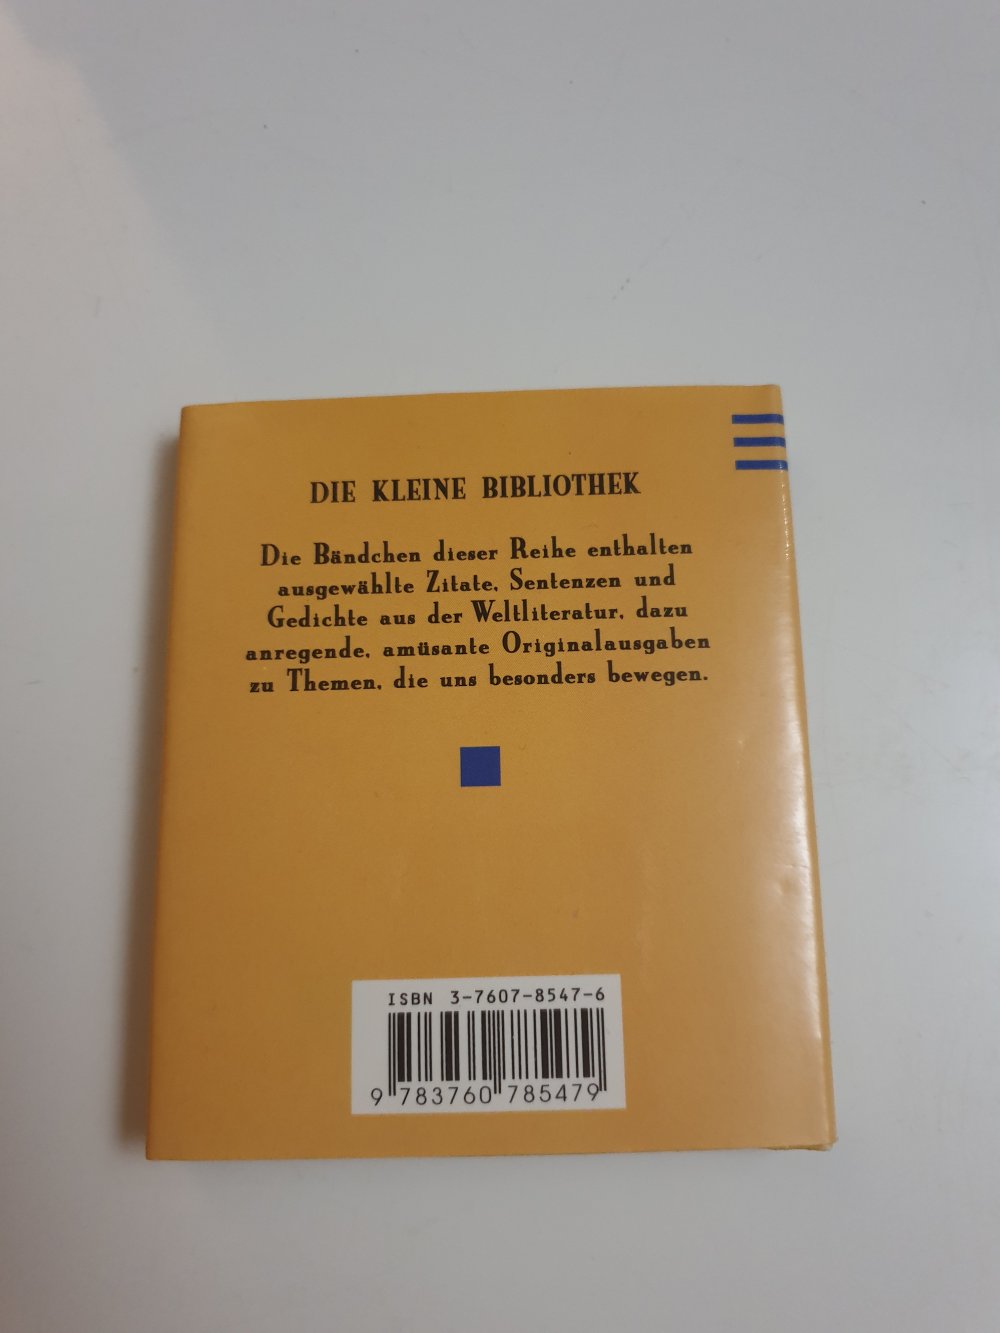 DIE KLEINE BIBLIOTHEK
Die Bändchen dieser Reihe enthalten
ausgewählte Zitate, Sentenzen und
Gedichte aus der Weltliteratur, dazu
anregende, amüsante Originalausgaben
zu Themen, die uns besonders bewegen.
ISBN 3-7607-8547-6
9 783760 785479